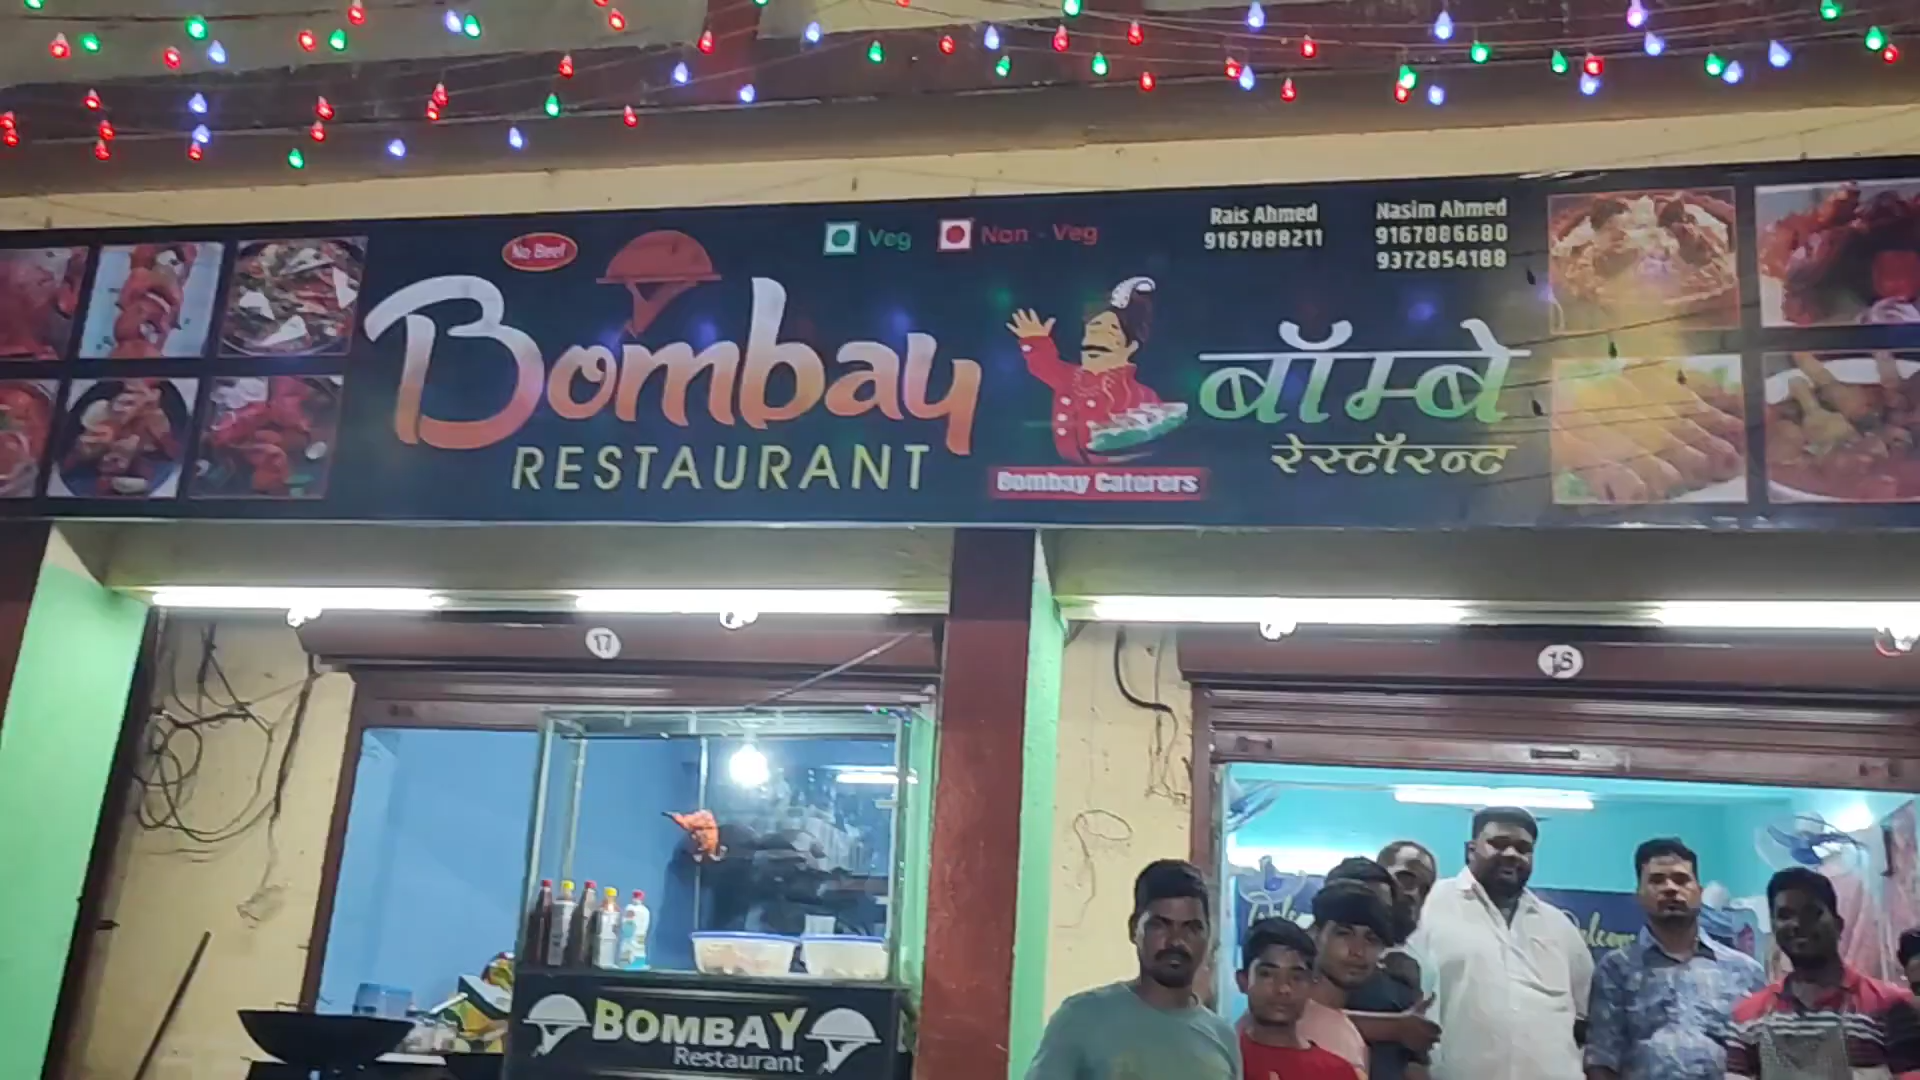 No Beef
Veg
Non - Veg
Rais Ahmed
9167888211
Nasim Ahmed
9167886680
9372854188
Bombay
RESTAURANT
Bombay Caterers
बॉम्बे
रेस्टॉरन्ट
17
18
BOMBAY
Restaurant